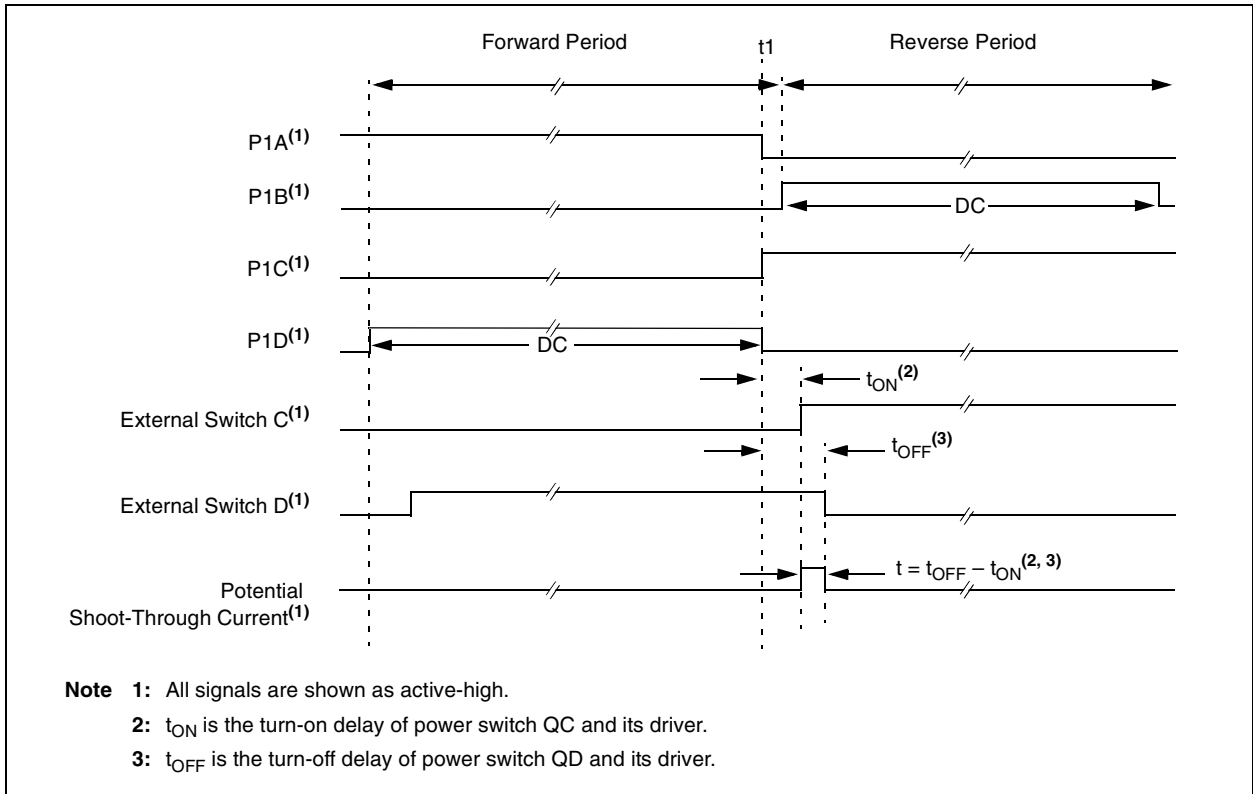 Forward Period
t1
Reverse Period
P1A(1)
P1B(1)
DC
P1C(1)
P1D(1)
DC
tON(2)
External Switch C(1)
tOFF(3)
External Switch D(1)
t = tOFF – tON(2, 3)
Potential
Shoot-Through Current(1)
Note 1: All signals are shown as active-high.
2: tON is the turn-on delay of power switch QC and its driver.
3: tOFF is the turn-off delay of power switch QD and its driver.